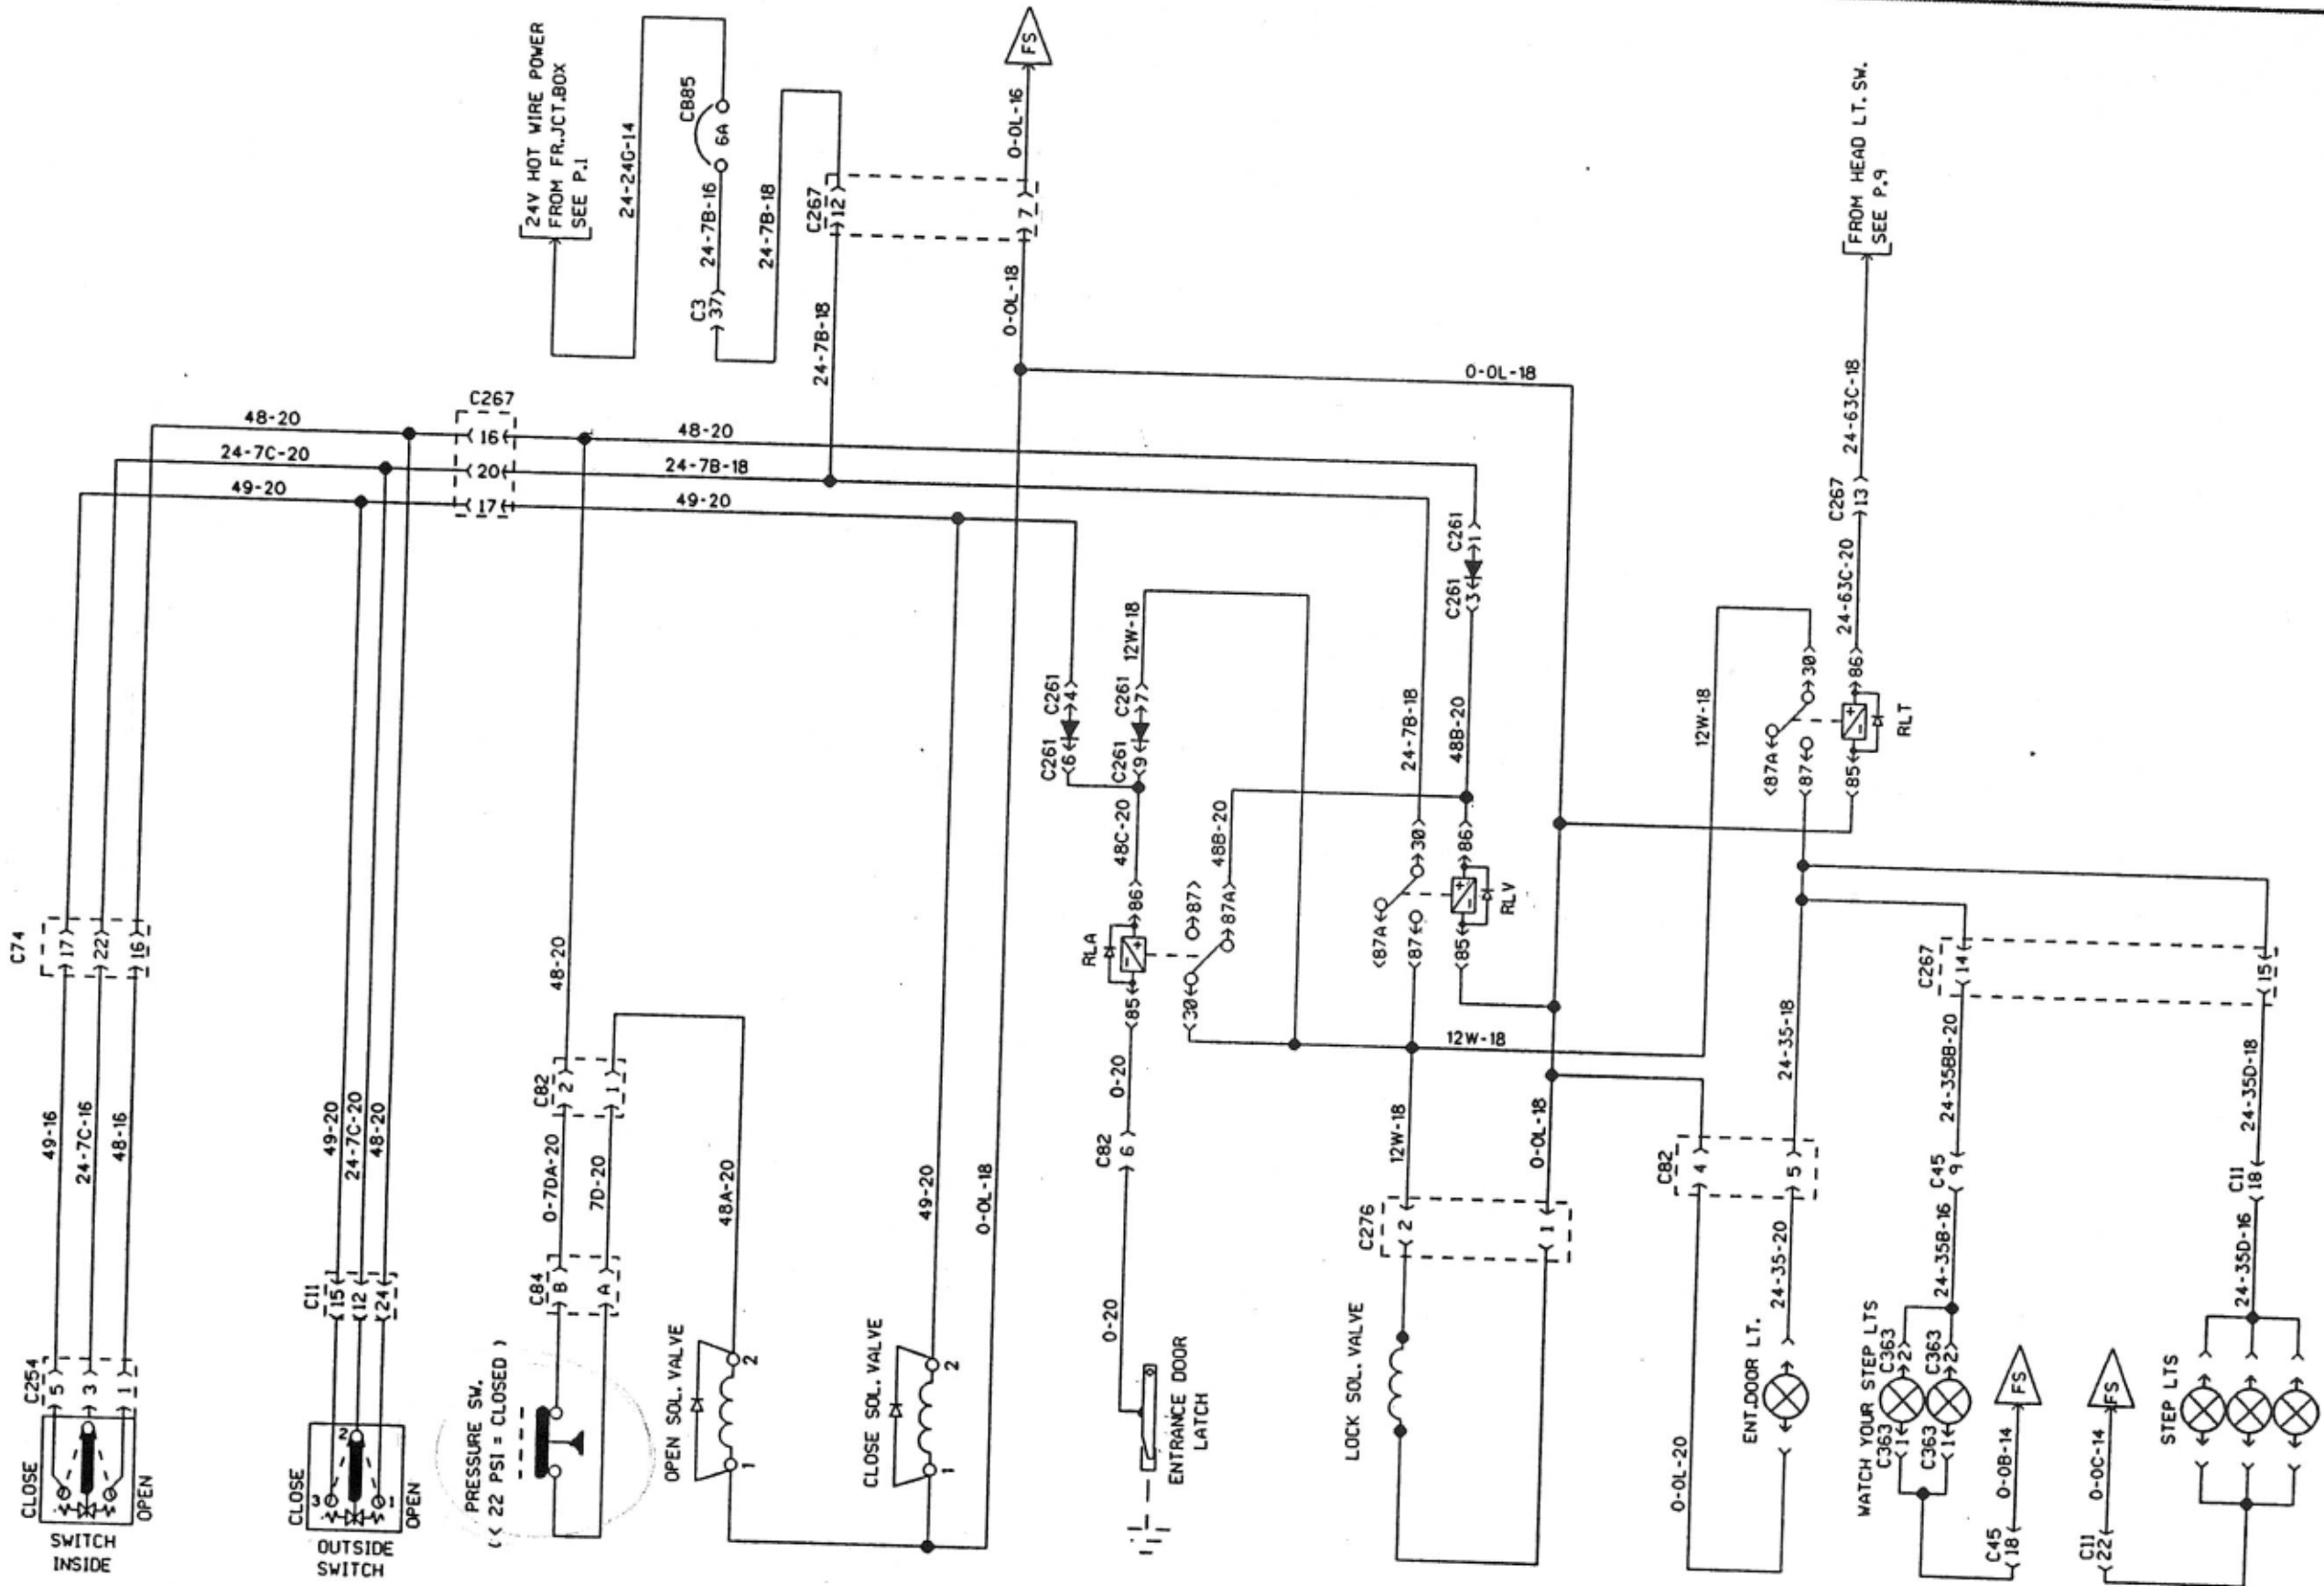 24V HOT WIRE POWER
FROM FR.JCT.BOX
SEE P.1
24-24G-14
CB85
6A
24-7B-16
C3
37
24-7B-18
C267
12
7
0-0L-16
FS
24-7B-18
0-0L-18
0-0L-18
FROM HEAD LT. SW.
SEE P.9
24-63C-18
C267
13
24-63C-20
86
30
87A
87
85
RLT
12W-18
48-20
24-7C-20
49-20
C267
16
20
17
48-20
24-7B-18
49-20
C261
1
C261
3
48B-20
24-7B-18
12W-18
C261
4
C261
7
C261
6
C261
9
48C-20
48B-20
RLA
86
85
87
87A
30
30
87A
87
86
85
RLV
12W-18
C74
17
22
16
49-16
24-7C-16
48-16
C254
5
3
1
CLOSE
OPEN
SWITCH
INSIDE
49-20
24-7C-20
48-20
C11
15
12
24
CLOSE
3
2
1
OPEN
OUTSIDE
SWITCH
48-20
C82
2
1
0-7DA-20
7D-20
C84
B
A
PRESSURE SW.
(< 22 PSI = CLOSED )
48A-20
OPEN SOL. VALVE
2
1
49-20
0-0L-18
CLOSE SOL. VALVE
2
1
0-20
C82
6
0-20
ENTRANCE DOOR
LATCH
12W-18
0-0L-18
C276
2
1
LOCK SOL. VALVE
C82
4
5
24-35-18
24-35-20
0-0L-20
ENT.DOOR LT.
C267
14
15
24-35BB-20
24-35D-18
C45
9
C11
18
24-35B-16
24-35D-16
WATCH YOUR STEP LTS
C363
2
C363
2
C363
1
C363
1
FS
0-0B-14
C45
18
FS
0-0C-14
C11
22
STEP LTS